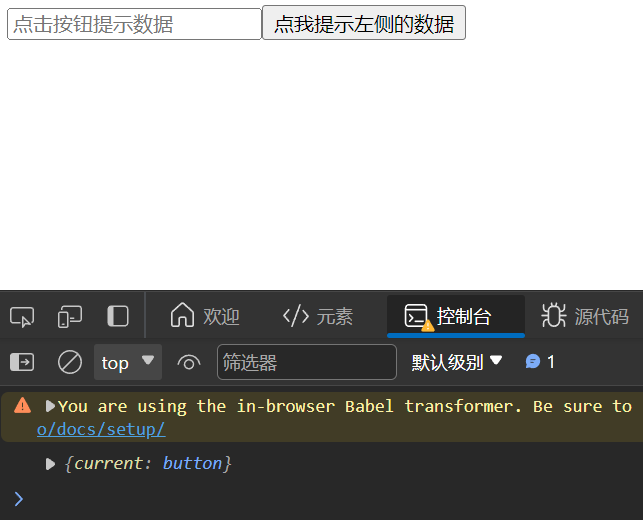 点击按钮提示数据 点我提示左侧的数据
欢迎 元素 控制台 源代码
top 筛选器 默认级别 1
You are using the in-browser Babel transformer. Be sure to
o/docs/setup/
{current: button}